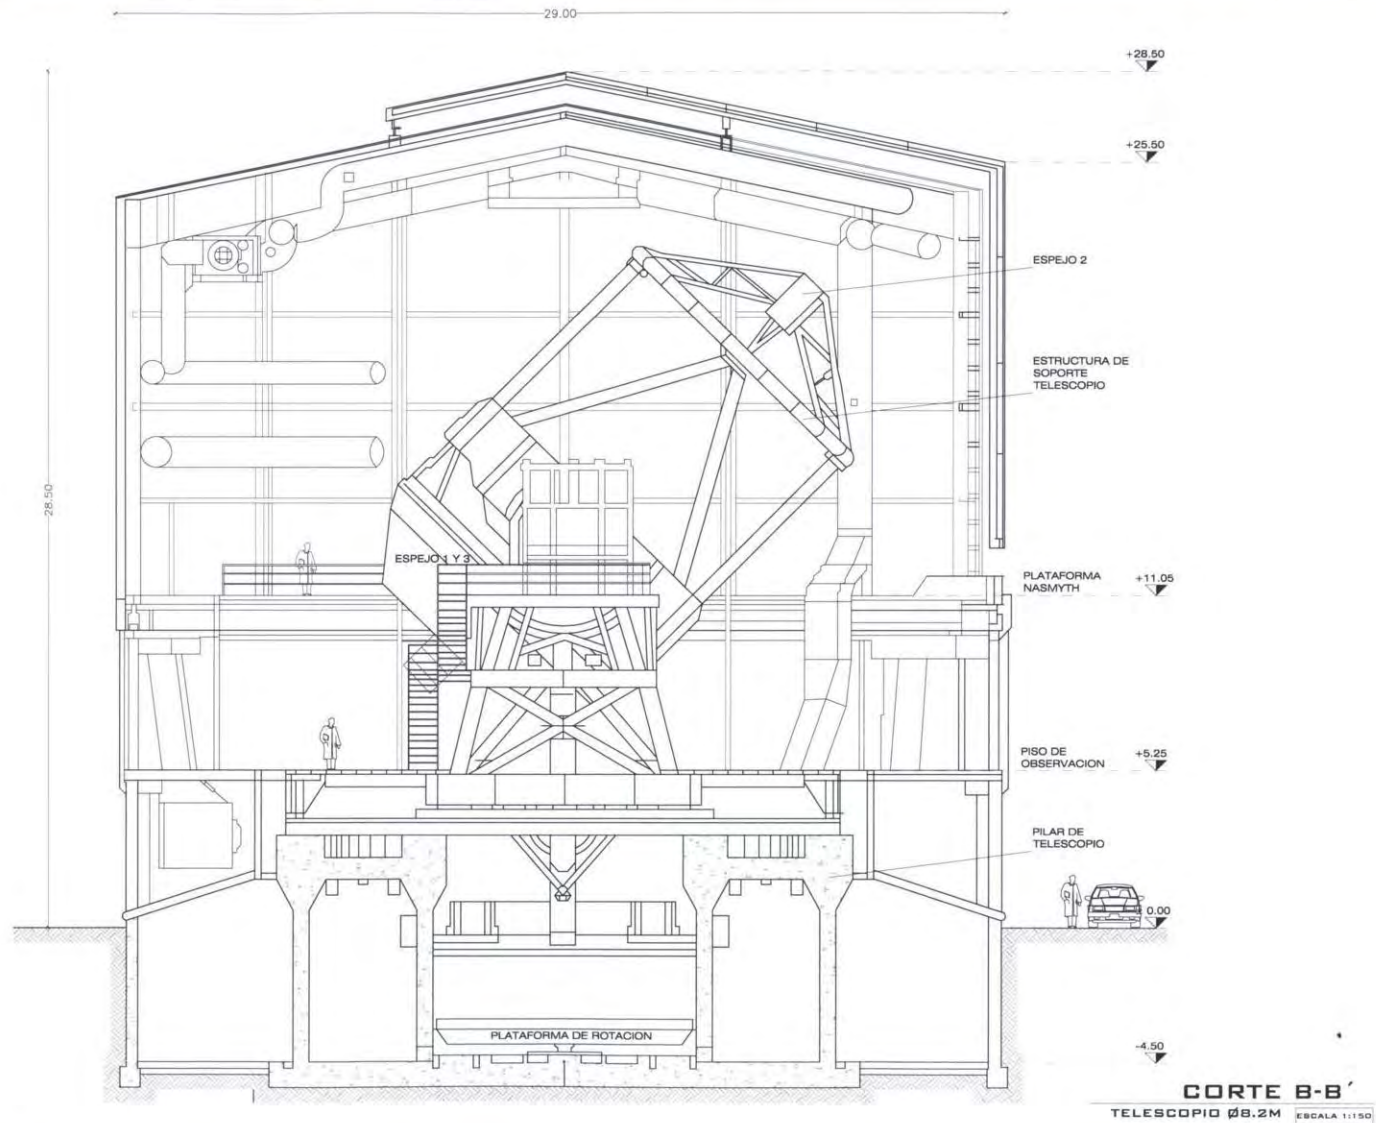 29.00
+28.50
+25.50
ESPEJO 2
ESTRUCTURA DE
SOPORTE
TELESCOPIO
28.50
ESPEJO 1 Y 3
PLATAFORMA
NASMYTH
+11.05
PISO DE
OBSERVACION
+5.25
PILAR DE
TELESCOPIO
0.00
PLATAFORMA DE ROTACION
-4.50
CORTE B-B´
TELESCOPIO Ø8.2M
ESCALA 1:150